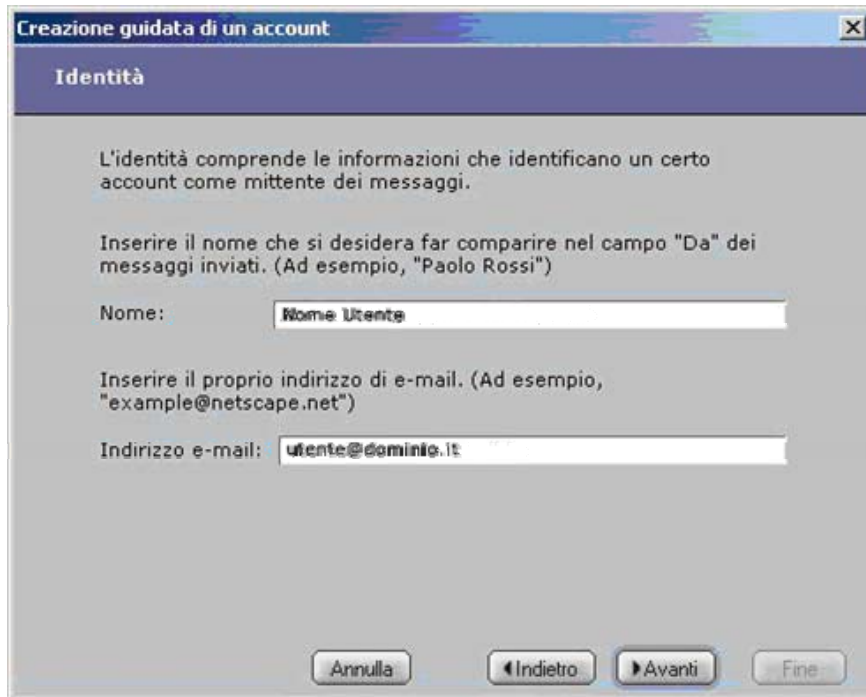 Creazione guidata di un account
Identità
L'identità comprende le informazioni che identificano un certo
account come mittente dei messaggi.
Inserire il nome che si desidera far comparire nel campo "Da" dei
messaggi inviati. (Ad esempio, "Paolo Rossi")
Nome: Nome Utente
Inserire il proprio indirizzo di e-mail. (Ad esempio,
"example@netscape.net")
Indirizzo e-mail: utente@dominio.it
Annulla Indietro Avanti Fine